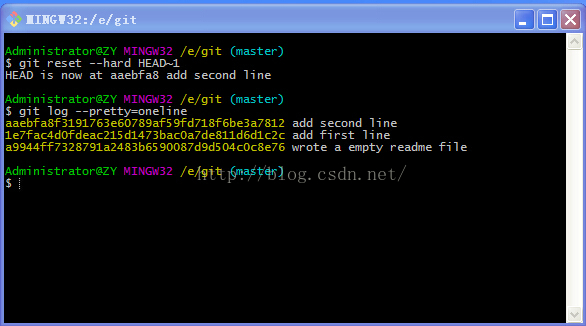 MINGW32:/e/git
Administrator@ZY MINGW32 /e/git (master)
$ git reset --hard HEAD~1
HEAD is now at aaebfa8 add second line
Administrator@ZY MINGW32 /e/git (master)
$ git log --pretty=oneline
aaebfa8f3191763e60789af59fd718f6be3a7812 add second line
1e7fac4d0fdeac215d1473bac0a7de811d6d1c2c add first line
a9944ff7328791a2483b6590087d9d504c0c8e76 wrote a empty readme file
Administrator@ZY MINGW32 /e/git (master)
http://blog.csdn.net/
$